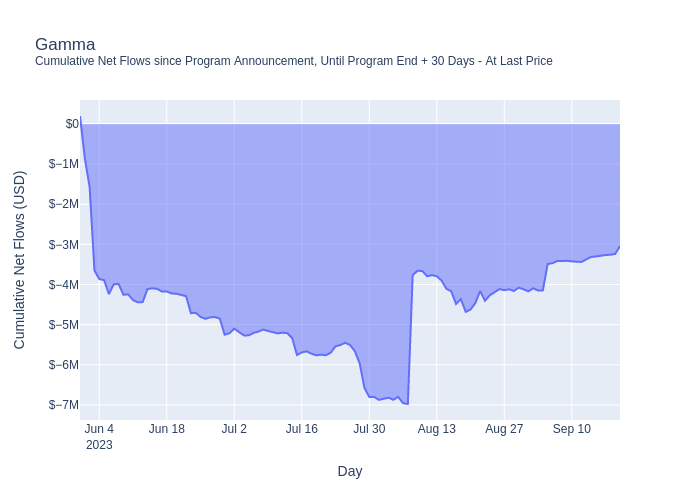 Gamma
Cumulative Net Flows since Program Announcement, Until Program End + 30 Days - At Last Price
Cumulative Net Flows (USD)
$0
$−1M
$−2M
$−3M
$−4M
$−5M
$−6M
$−7M
Jun 4 Jun 18 Jul 2 Jul 16 Jul 30 Aug 13 Aug 27 Sep 10
2023
Day